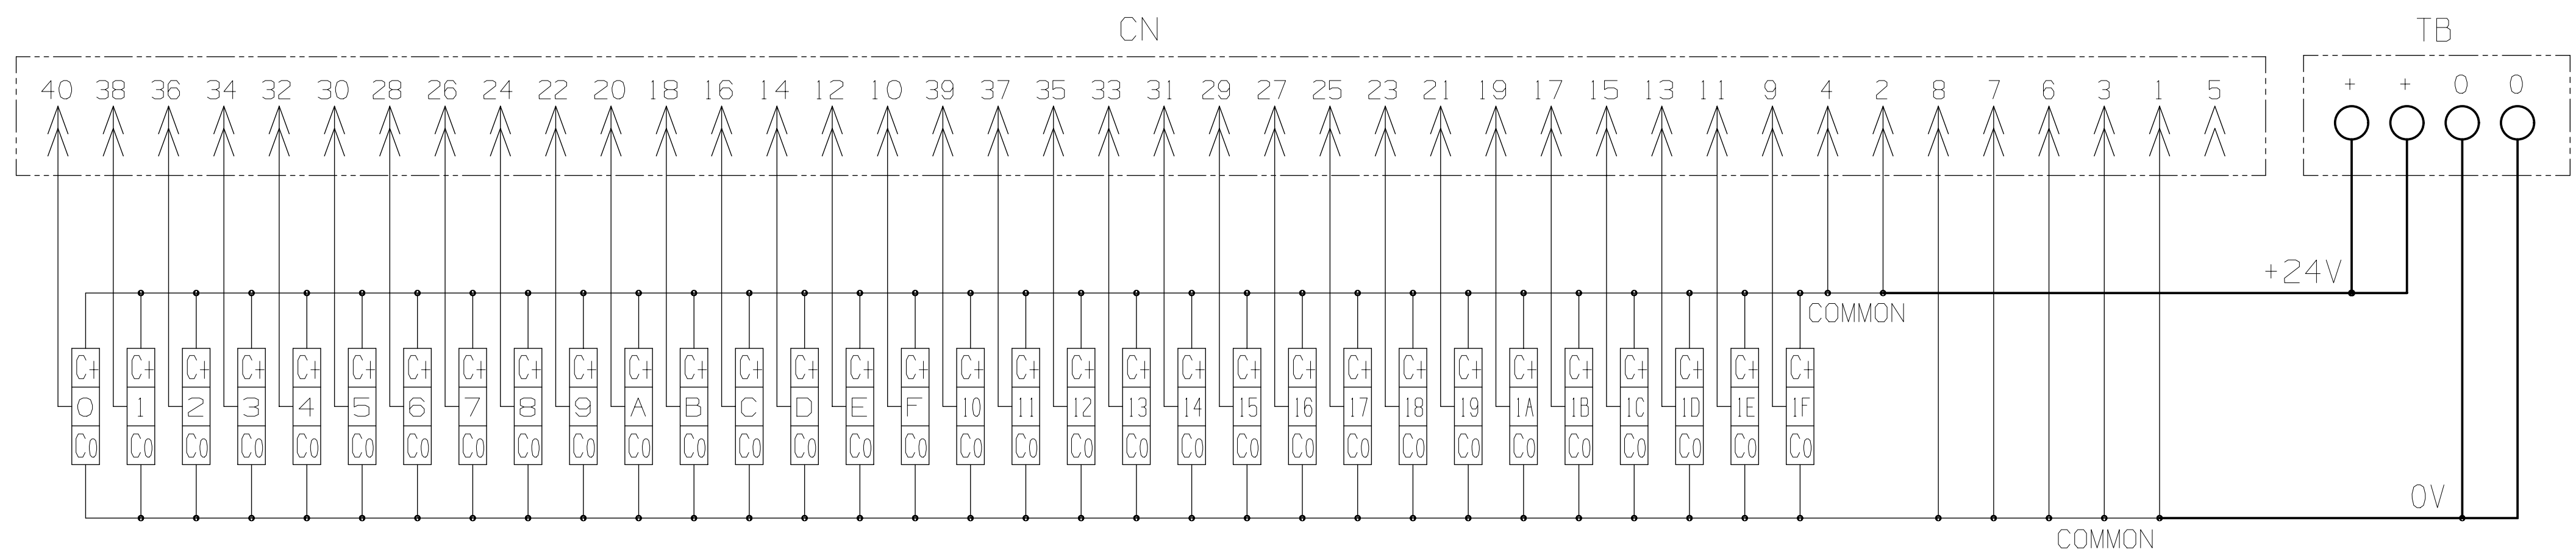 CN TB
40 38 36 34 32 30 28 26 24 22 20 18 16 14 12 10 39 37 35 33 31 29 27 25 23 21 19 17 15 13 11 9 4 2 8 7 6 3 1 5 + + 0 0
+24V
COMMON
C+ C+ C+ C+ C+ C+ C+ C+ C+ C+ C+ C+ C+ C+ C+ C+ C+ C+ C+ C+ C+ C+ C+ C+ C+ C+ C+ C+ C+ C+ C+ C+
0 1 2 3 4 5 6 7 8 9 A B C D E F 10 11 12 13 14 15 16 17 18 19 1A 1B 1C 1D 1E 1F
C0 C0 C0 C0 C0 C0 C0 C0 C0 C0 C0 C0 C0 C0 C0 C0 C0 C0 C0 C0 C0 C0 C0 C0 C0 C0 C0 C0 C0 C0 C0 C0
0V
COMMON